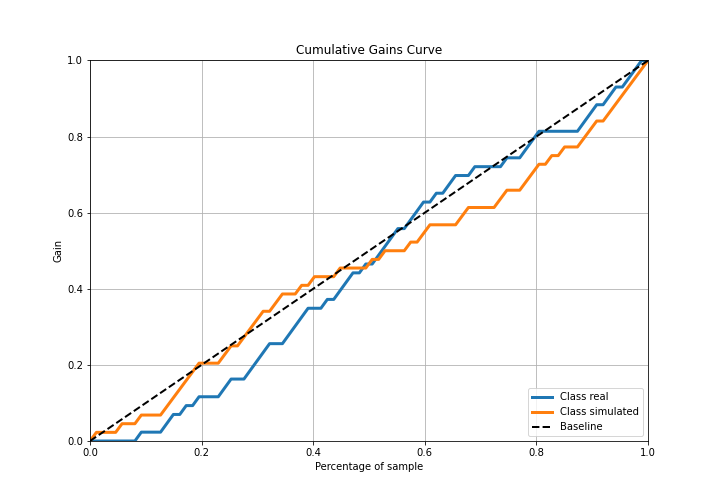 Cumulative Gains Curve
1.0
0.8
0.6
0.4
0.2
0.0
Gain
0.0 0.2 0.4 0.6 0.8 1.0
Percentage of sample
Class real
Class simulated
Baseline